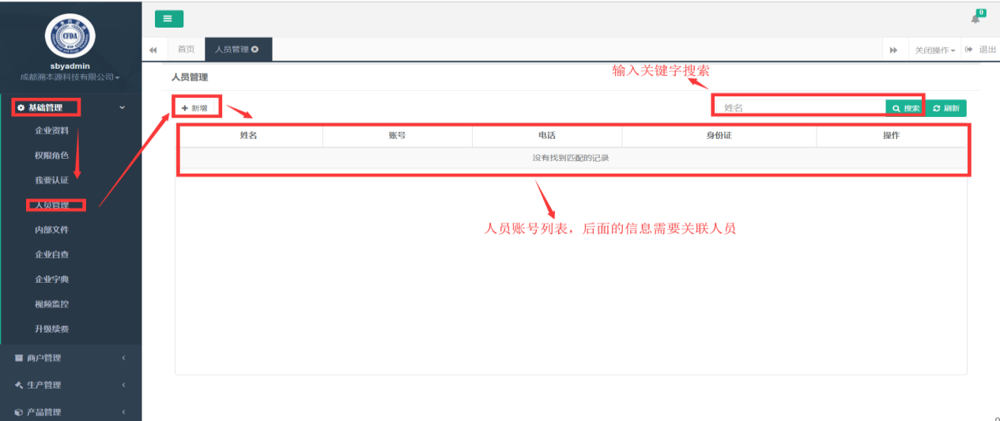 CFDA
sbyadmin
成都溯本源科技有限公司
基础管理
企业资料
权限角色
我要认证
人员管理
内部文件
企业自查
企业字典
视频监控
升级续费
商户管理
生产管理
产品管理
0
首页 人员管理
关闭操作 退出
人员管理
输入关键字搜索
新增 姓名 搜索 刷新
姓名 账号 电话 身份证 操作
没有找到匹配的记录
人员账号列表，后面的信息需要关联人员